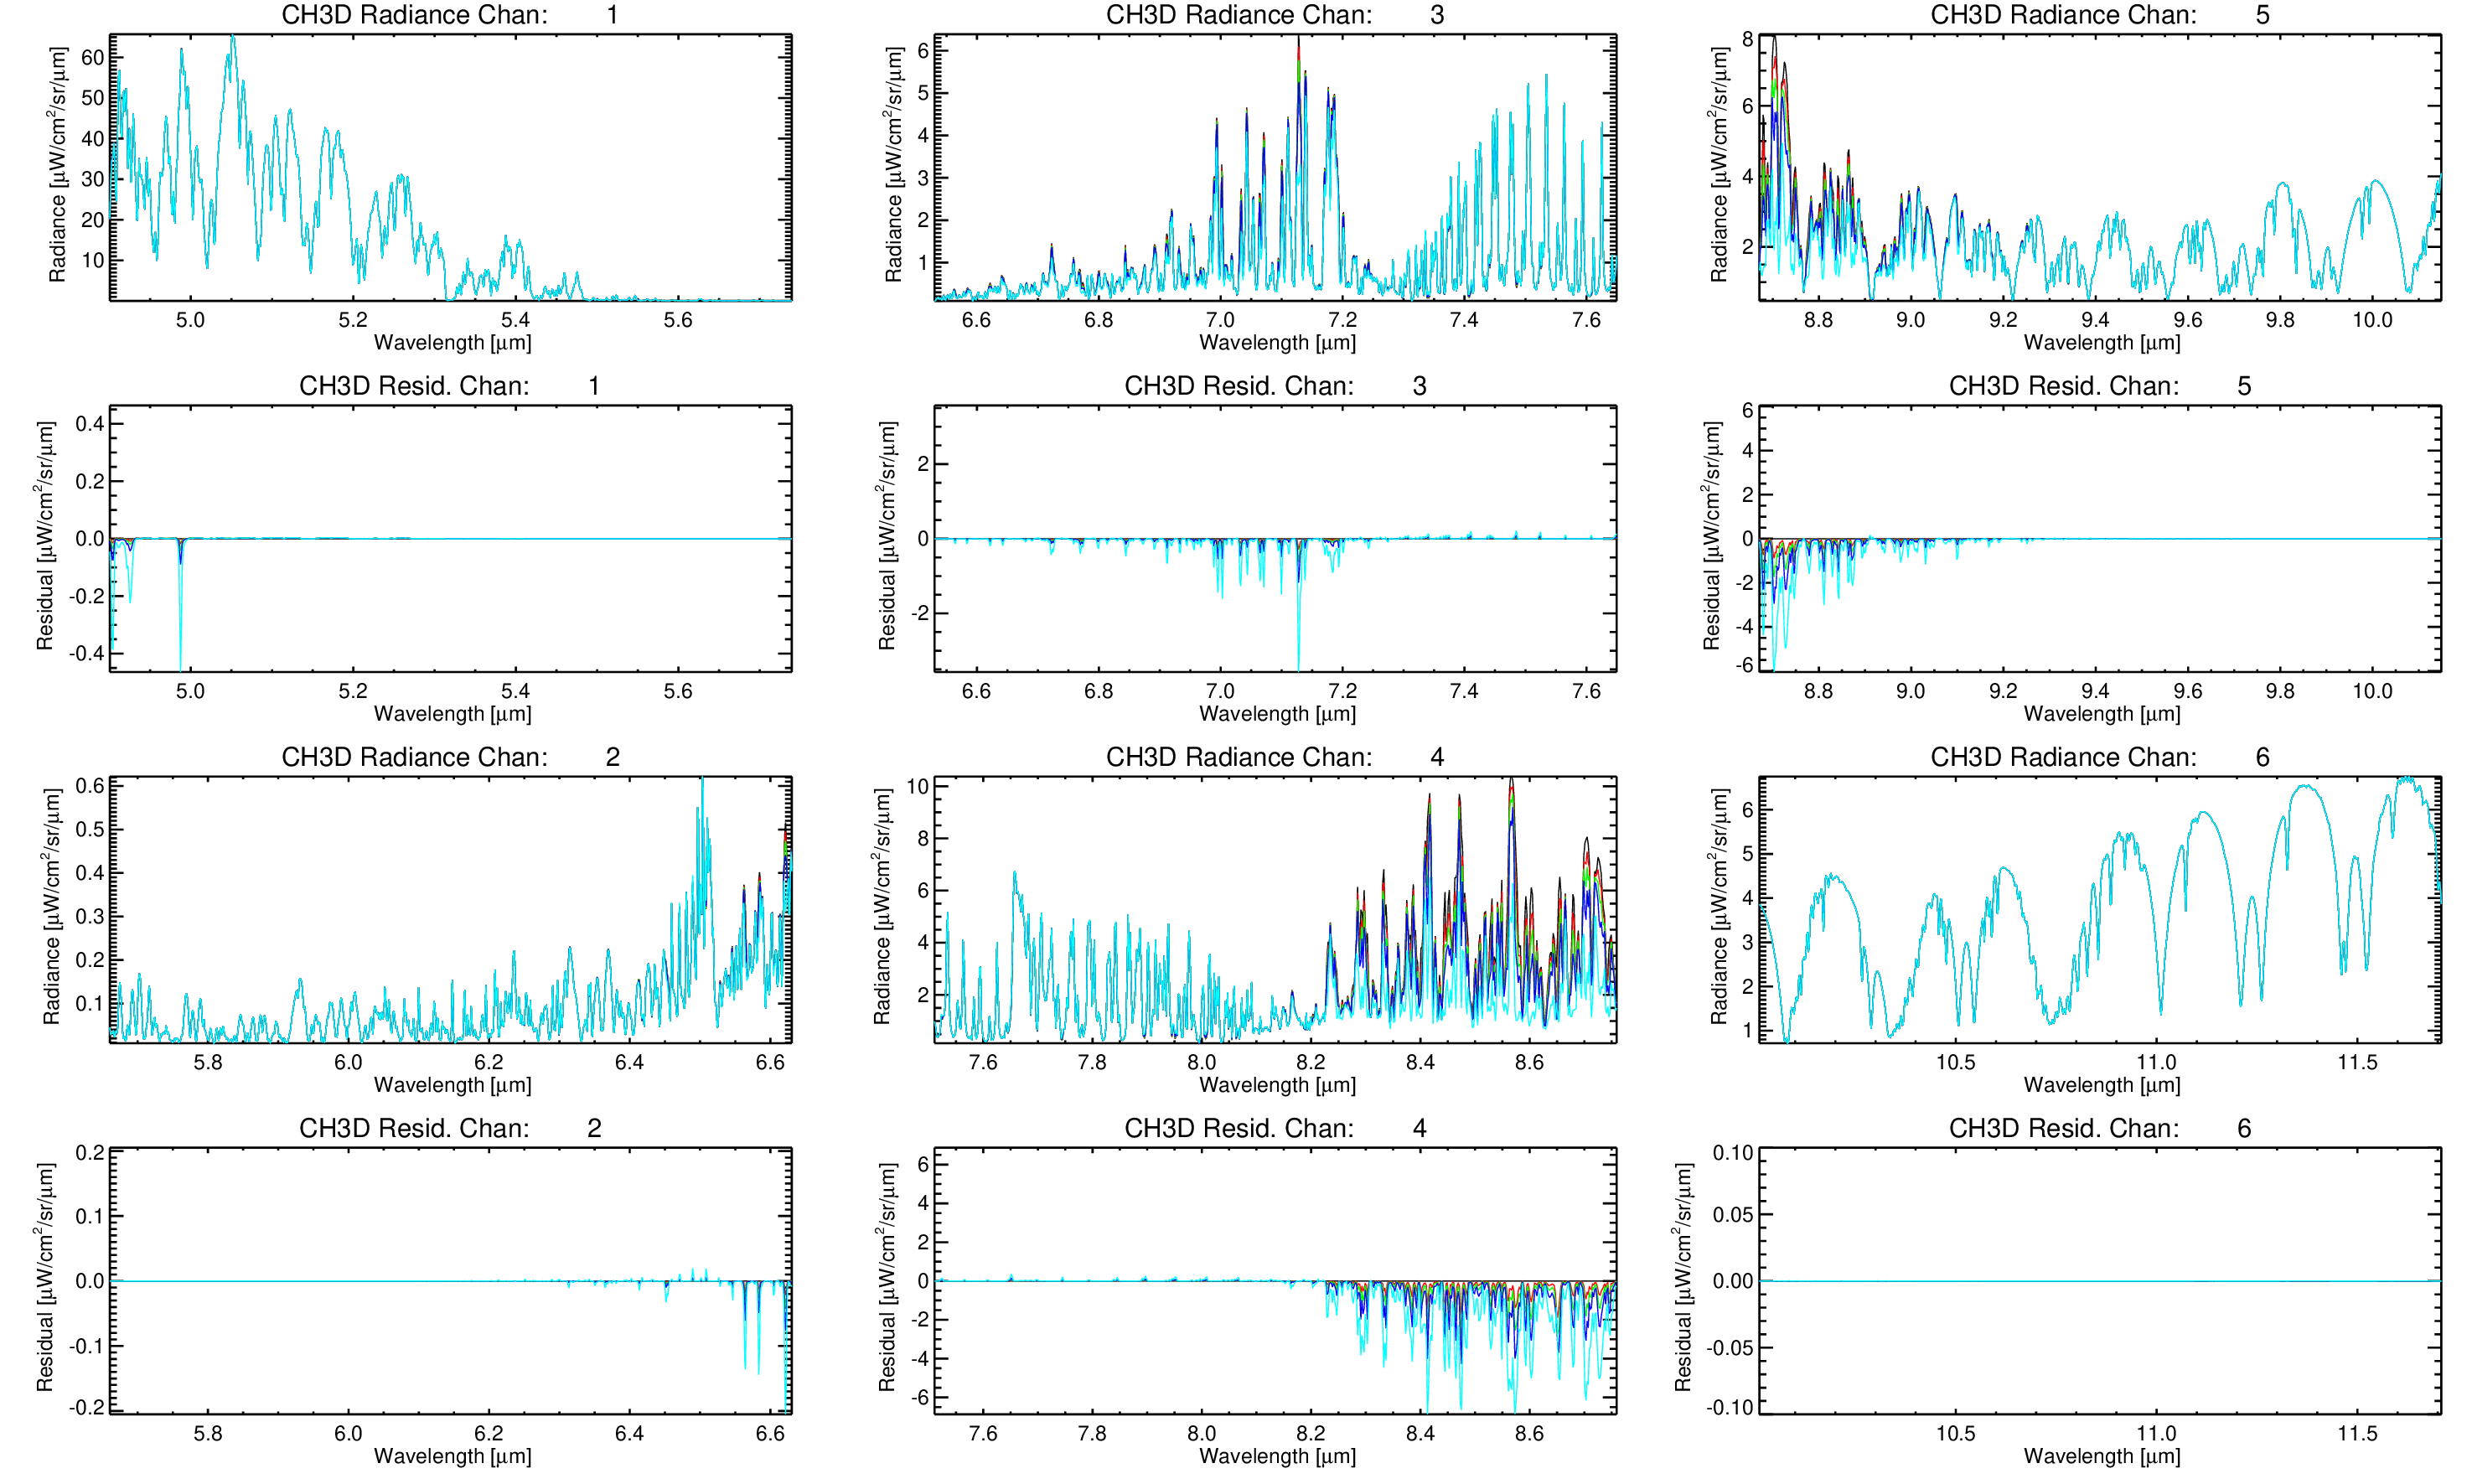 CH3D Radiance Chan: 1
Radiance [μW/cm²/sr/μm]
60
50
40
30
20
10
5.0 5.2 5.4 5.6
Wavelength [μm]
CH3D Radiance Chan: 3
Radiance [μW/cm²/sr/μm]
6
5
4
3
2
1
6.6 6.8 7.0 7.2 7.4 7.6
Wavelength [μm]
CH3D Radiance Chan: 5
Radiance [μW/cm²/sr/μm]
8
6
4
2
8.8 9.0 9.2 9.4 9.6 9.8 10.0
Wavelength [μm]
CH3D Resid. Chan: 1
Residual [μW/cm²/sr/μm]
0.4
0.2
0.0
-0.2
-0.4
5.0 5.2 5.4 5.6
Wavelength [μm]
CH3D Resid. Chan: 3
Residual [μW/cm²/sr/μm]
2
0
-2
6.6 6.8 7.0 7.2 7.4 7.6
Wavelength [μm]
CH3D Resid. Chan: 5
Residual [μW/cm²/sr/μm]
6
4
2
0
-2
-4
-6
8.8 9.0 9.2 9.4 9.6 9.8 10.0
Wavelength [μm]
CH3D Radiance Chan: 2
Radiance [μW/cm²/sr/μm]
0.6
0.5
0.4
0.3
0.2
0.1
5.8 6.0 6.2 6.4 6.6
Wavelength [μm]
CH3D Radiance Chan: 4
Radiance [μW/cm²/sr/μm]
10
8
6
4
2
7.6 7.8 8.0 8.2 8.4 8.6
Wavelength [μm]
CH3D Radiance Chan: 6
Radiance [μW/cm²/sr/μm]
6
5
4
3
2
1
10.5 11.0 11.5
Wavelength [μm]
CH3D Resid. Chan: 2
Residual [μW/cm²/sr/μm]
0.2
0.1
0.0
-0.1
-0.2
5.8 6.0 6.2 6.4 6.6
Wavelength [μm]
CH3D Resid. Chan: 4
Residual [μW/cm²/sr/μm]
6
4
2
0
-2
-4
-6
7.6 7.8 8.0 8.2 8.4 8.6
Wavelength [μm]
CH3D Resid. Chan: 6
Residual [μW/cm²/sr/μm]
0.10
0.05
0.00
-0.05
-0.10
10.5 11.0 11.5
Wavelength [μm]